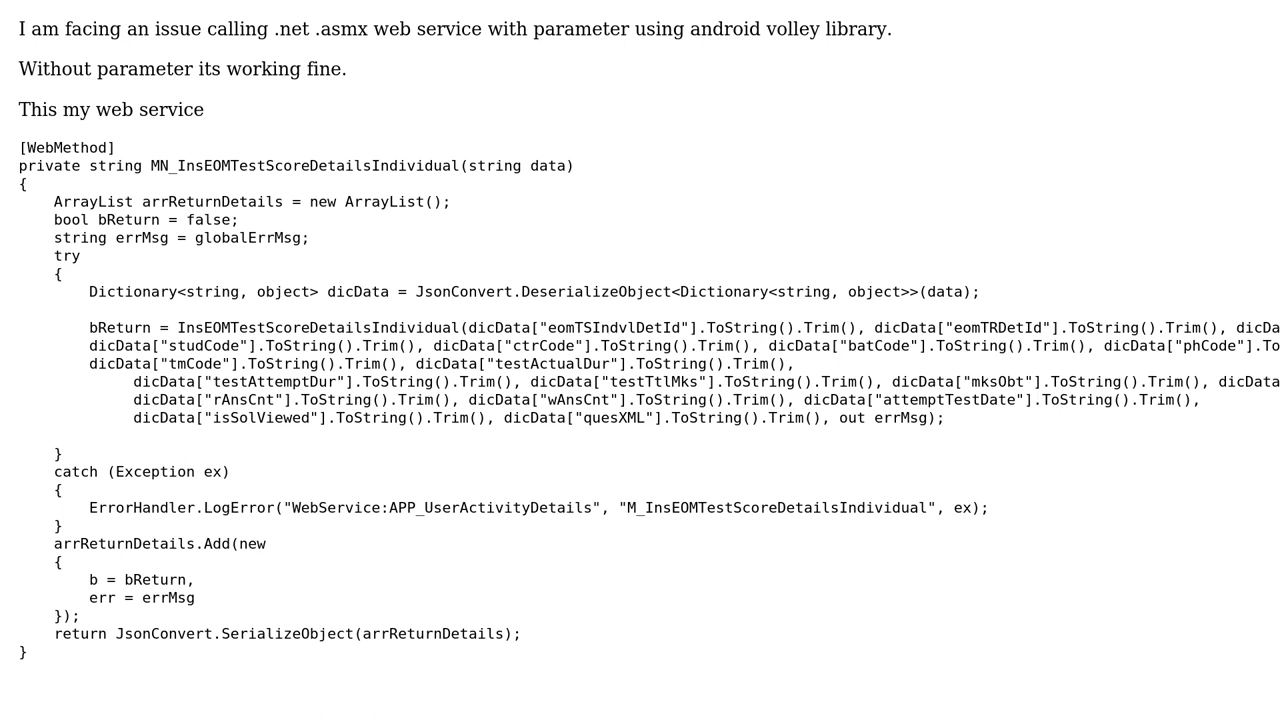 I am facing an issue calling .net .asmx web service with parameter using android volley library.
Without parameter its working fine.
This my web service
[WebMethod]
private string MN_InsEOMTestScoreDetailsIndividual(string data)
{
    ArrayList arrReturnDetails = new ArrayList();
    bool bReturn = false;
    string errMsg = globalErrMsg;
    try
    {
        Dictionary<string, object> dicData = JsonConvert.DeserializeObject<Dictionary<string, object>>(data);
        bReturn = InsEOMTestScoreDetailsIndividual(dicData["eomTSIndvlDetId"].ToString().Trim(), dicData["eomTRDetId"].ToString().Trim(), dicDa
        dicData["studCode"].ToString().Trim(), dicData["ctrCode"].ToString().Trim(), dicData["batCode"].ToString().Trim(), dicData["phCode"].To
        dicData["tmCode"].ToString().Trim(), dicData["testActualDur"].ToString().Trim(),
             dicData["testAttemptDur"].ToString().Trim(), dicData["testTtlMks"].ToString().Trim(), dicData["mksObt"].ToString().Trim(), dicData
             dicData["rAnsCnt"].ToString().Trim(), dicData["wAnsCnt"].ToString().Trim(), dicData["attemptTestDate"].ToString().Trim(),
             dicData["isSolViewed"].ToString().Trim(), dicData["quesXML"].ToString().Trim(), out errMsg);
    }
    catch (Exception ex)
    {
        ErrorHandler.LogError("WebService:APP_UserActivityDetails", "M_InsEOMTestScoreDetailsIndividual", ex);
    }
    arrReturnDetails.Add(new
    {
        b = bReturn,
        err = errMsg
    });
    return JsonConvert.SerializeObject(arrReturnDetails);
}